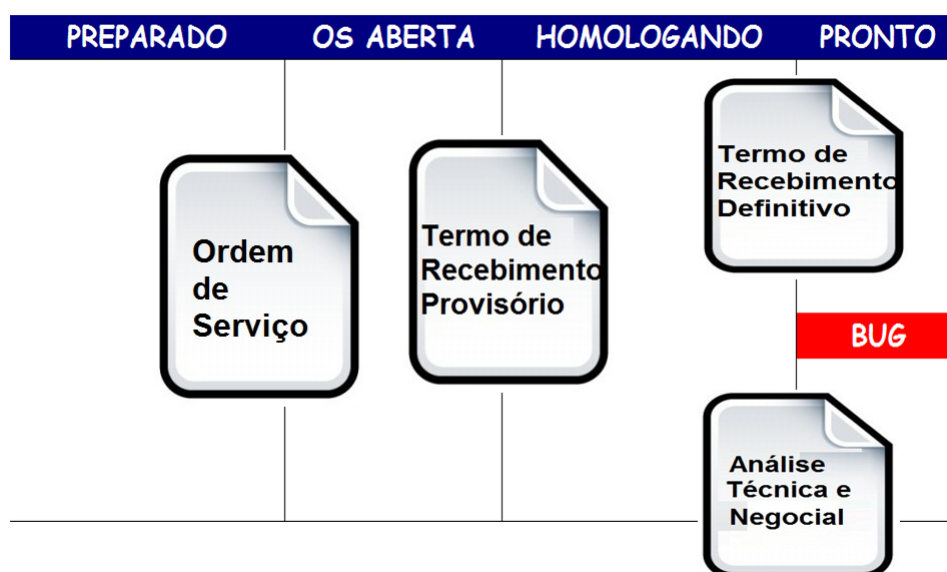 PREPARADO
OS ABERTA
HOMOLOGANDO
PRONTO
Ordem
de
Serviço
Termo de
Recebimento
Provisório
Termo de
Recebimento
Definitivo
BUG
Análise
Técnica e
Negocial